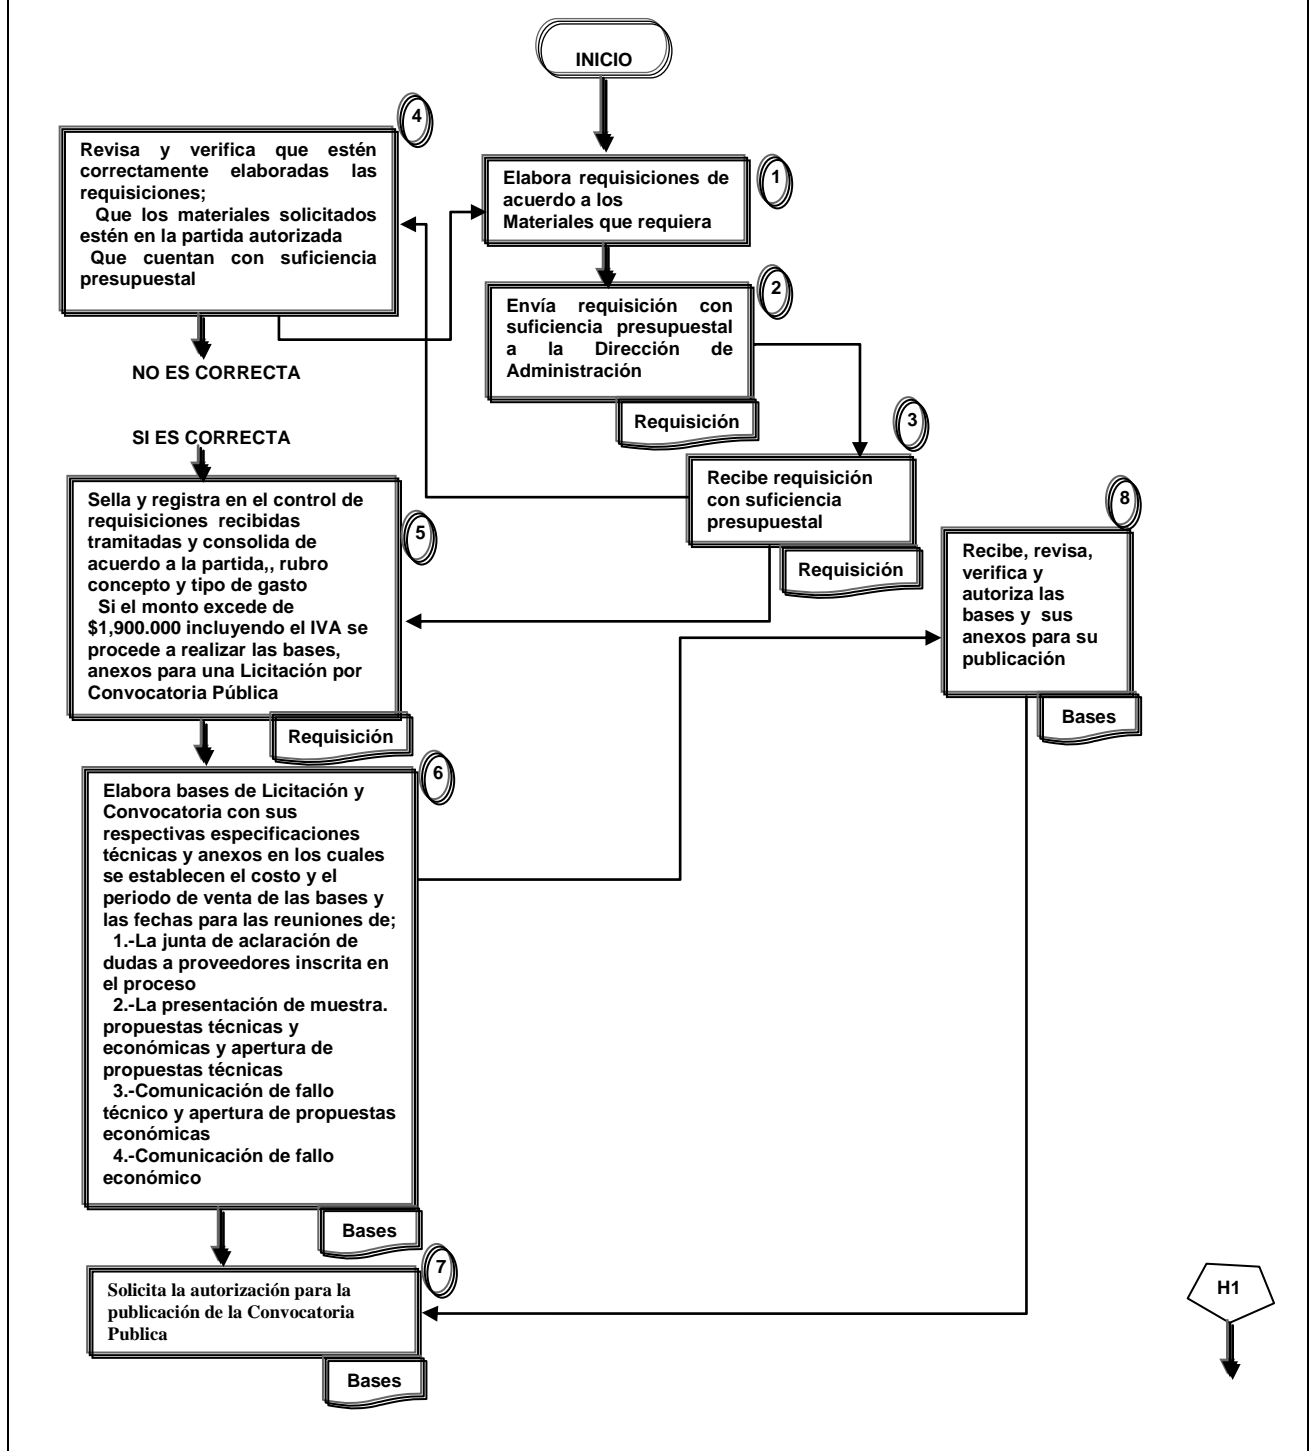 INICIO
4
Revisa y verifica que estén
correctamente elaboradas las
requisiciones;
Que los materiales solicitados
estén en la partida autorizada
Que cuentan con suficiencia
presupuestal
1
Elabora requisiciones de
acuerdo a los
Materiales que requiera
2
Envía requisición con
suficiencia presupuestal
a la Dirección de
Administración
Requisición
NO ES CORRECTA
SI ES CORRECTA
3
Recibe requisición
con suficiencia
presupuestal
Requisición
5
Sella y registra en el control de
requisiciones recibidas
tramitadas y consolida de
acuerdo a la partida,, rubro
concepto y tipo de gasto
Si el monto excede de
$1,900.000 incluyendo el IVA se
procede a realizar las bases,
anexos para una Licitación por
Convocatoria Pública
Requisición
8
Recibe, revisa,
verifica y
autoriza las
bases y sus
anexos para su
publicación
Bases
6
Elabora bases de Licitación y
Convocatoria con sus
respectivas especificaciones
técnicas y anexos en los cuales
se establecen el costo y el
periodo de venta de las bases y
las fechas para las reuniones de;
1.-La junta de aclaración de
dudas a proveedores inscrita en
el proceso
2.-La presentación de muestra.
propuestas técnicas y
económicas y apertura de
propuestas técnicas
3.-Comunicación de fallo
técnico y apertura de propuestas
económicas
4.-Comunicación de fallo
económico
Bases
7
Solicita la autorización para la
publicación de la Convocatoria
Publica
Bases
H1